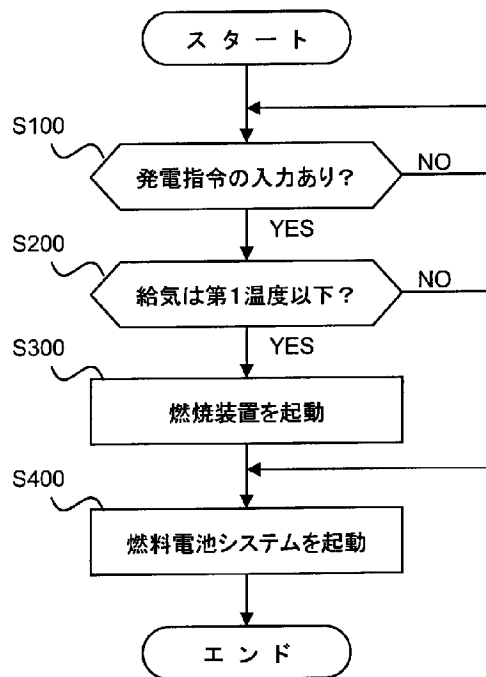 スタート
S100
発電指令の入力あり？
NO
YES
S200
給気は第1温度以下？
NO
YES
S300
燃焼装置を起動
S400
燃料電池システムを起動
エンド